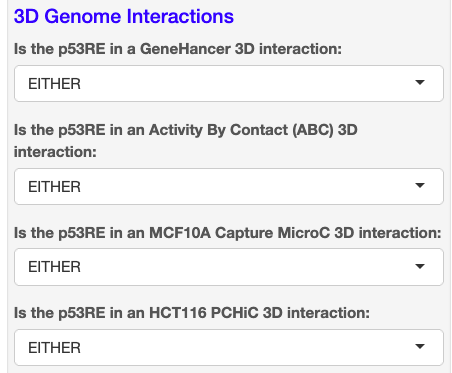 3D Genome Interactions
Is the p53RE in a GeneHancer 3D interaction:
EITHER
Is the p53RE in an Activity By Contact (ABC) 3D
interaction:
EITHER
Is the p53RE in an MCF10A Capture MicroC 3D interaction:
EITHER
Is the p53RE in an HCT116 PCHiC 3D interaction:
EITHER